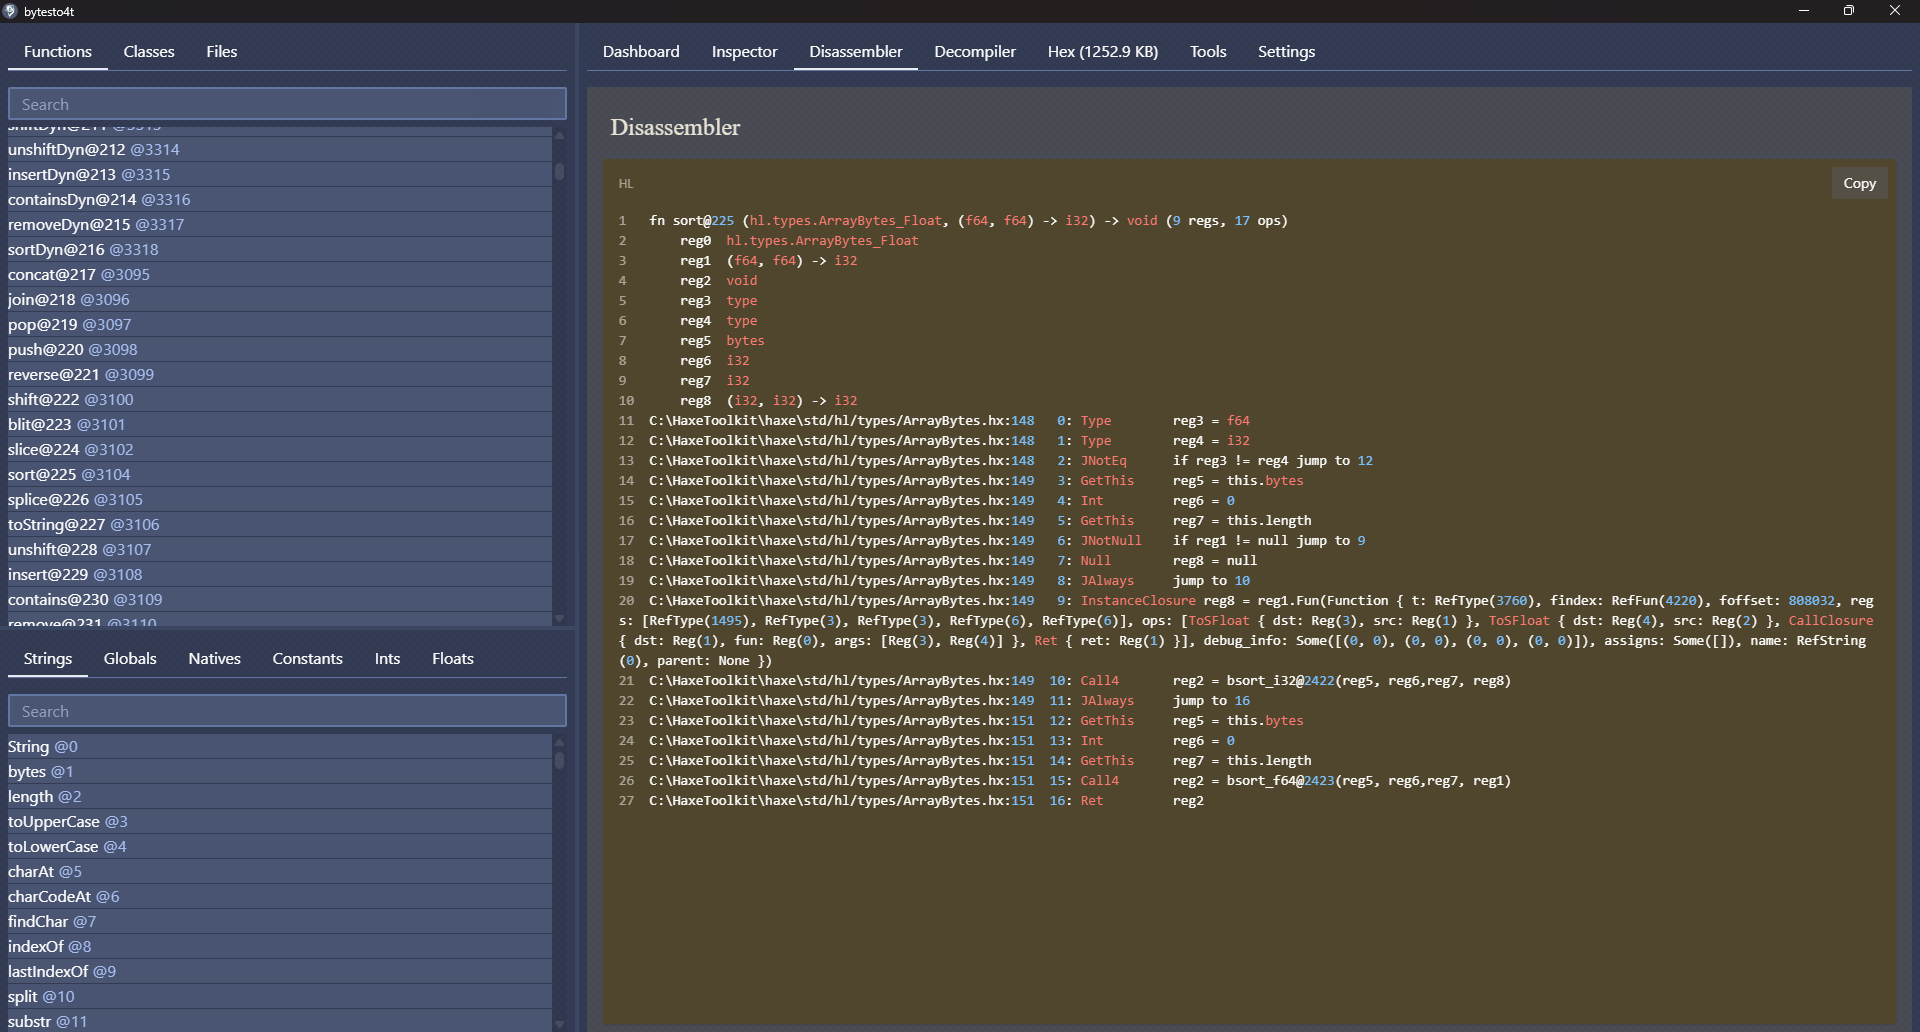 bytesto4t
Functions Classes Files
Search
unshiftDyn@212 @3314
insertDyn@213 @3315
containsDyn@214 @3316
removeDyn@215 @3317
sortDyn@216 @3318
concat@217 @3095
join@218 @3096
pop@219 @3097
push@220 @3098
reverse@221 @3099
shift@222 @3100
blit@223 @3101
slice@224 @3102
sort@225 @3104
splice@226 @3105
toString@227 @3106
unshift@228 @3107
insert@229 @3108
contains@230 @3109
remove@231 @3110
Strings Globals Natives Constants Ints Floats
Search
String @0
bytes @1
length @2
toUpperCase @3
toLowerCase @4
charAt @5
charCodeAt @6
findChar @7
indexOf @8
lastIndexOf @9
split @10
substr @11
Dashboard Inspector Disassembler Decompiler Hex (1252.9 KB) Tools Settings
Disassembler
HL
Copy
1 fn sort@225 (hl.types.ArrayBytes_Float, (f64, f64) -> i32) -> void (9 regs, 17 ops)
2 reg0 hl.types.ArrayBytes_Float
3 reg1 (f64, f64) -> i32
4 reg2 void
5 reg3 type
6 reg4 type
7 reg5 bytes
8 reg6 i32
9 reg7 i32
10 reg8 (i32, i32) -> i32
11 C:\HaxeToolkit\haxe\std/hl/types/ArrayBytes.hx:148 0: Type reg3 = f64
12 C:\HaxeToolkit\haxe\std/hl/types/ArrayBytes.hx:148 1: Type reg4 = i32
13 C:\HaxeToolkit\haxe\std/hl/types/ArrayBytes.hx:148 2: JNotEq if reg3 != reg4 jump to 12
14 C:\HaxeToolkit\haxe\std/hl/types/ArrayBytes.hx:149 3: GetThis reg5 = this.bytes
15 C:\HaxeToolkit\haxe\std/hl/types/ArrayBytes.hx:149 4: Int reg6 = 0
16 C:\HaxeToolkit\haxe\std/hl/types/ArrayBytes.hx:149 5: GetThis reg7 = this.length
17 C:\HaxeToolkit\haxe\std/hl/types/ArrayBytes.hx:149 6: JNotNull if reg1 != null jump to 9
18 C:\HaxeToolkit\haxe\std/hl/types/ArrayBytes.hx:149 7: Null reg8 = null
19 C:\HaxeToolkit\haxe\std/hl/types/ArrayBytes.hx:149 8: JAlways jump to 10
20 C:\HaxeToolkit\haxe\std/hl/types/ArrayBytes.hx:149 9: InstanceClosure reg8 = reg1.Fun(Function { t: RefType(3760), findex: RefFun(4220), foffset: 808032, reg
s: [RefType(1495), RefType(3), RefType(3), RefType(6), RefType(6)], ops: [ToSFloat { dst: Reg(3), src: Reg(1) }, ToSFloat { dst: Reg(4), src: Reg(2) }, CallClosure
{ dst: Reg(1), fun: Reg(0), args: [Reg(3), Reg(4)] }, Ret { ret: Reg(1) }], debug_info: Some([(0, 0), (0, 0), (0, 0), (0, 0)]), assigns: Some([]), name: RefString
(0), parent: None })
21 C:\HaxeToolkit\haxe\std/hl/types/ArrayBytes.hx:149 10: Call4 reg2 = bsort_i32@2422(reg5, reg6,reg7, reg8)
22 C:\HaxeToolkit\haxe\std/hl/types/ArrayBytes.hx:149 11: JAlways jump to 16
23 C:\HaxeToolkit\haxe\std/hl/types/ArrayBytes.hx:151 12: GetThis reg5 = this.bytes
24 C:\HaxeToolkit\haxe\std/hl/types/ArrayBytes.hx:151 13: Int reg6 = 0
25 C:\HaxeToolkit\haxe\std/hl/types/ArrayBytes.hx:151 14: GetThis reg7 = this.length
26 C:\HaxeToolkit\haxe\std/hl/types/ArrayBytes.hx:151 15: Call4 reg2 = bsort_f64@2423(reg5, reg6,reg7, reg1)
27 C:\HaxeToolkit\haxe\std/hl/types/ArrayBytes.hx:151 16: Ret reg2